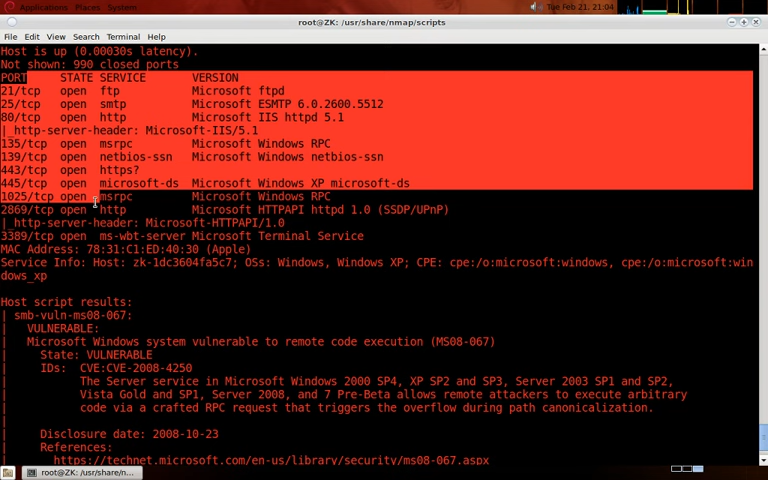 Applications Places System
Tue Feb 21, 21:04
root@ZK: /usr/share/nmap/scripts
File Edit View Search Terminal Help
Host is up (0.00030s latency).
Not shown: 990 closed ports
PORT STATE SERVICE VERSION
21/tcp open ftp Microsoft ftpd
25/tcp open smtp Microsoft ESMTP 6.0.2600.5512
80/tcp open http Microsoft IIS httpd 5.1
|_http-server-header: Microsoft-IIS/5.1
135/tcp open msrpc Microsoft Windows RPC
139/tcp open netbios-ssn Microsoft Windows netbios-ssn
443/tcp open https?
445/tcp open microsoft-ds Microsoft Windows XP microsoft-ds
1025/tcp open msrpc Microsoft Windows RPC
2869/tcp open http Microsoft HTTPAPI httpd 1.0 (SSDP/UPnP)
|_http-server-header: Microsoft-HTTPAPI/1.0
3389/tcp open ms-wbt-server Microsoft Terminal Service
MAC Address: 78:31:C1:ED:40:30 (Apple)
Service Info: Host: zk-1dc3604fa5c7; OSs: Windows, Windows XP; CPE: cpe:/o:microsoft:windows, cpe:/o:microsoft:win
dows_xp
Host script results:
| smb-vuln-ms08-067:
|   VULNERABLE:
|   Microsoft Windows system vulnerable to remote code execution (MS08-067)
|     State: VULNERABLE
|     IDs:  CVE:CVE-2008-4250
|           The Server service in Microsoft Windows 2000 SP4, XP SP2 and SP3, Server 2003 SP1 and SP2,
|           Vista Gold and SP1, Server 2008, and 7 Pre-Beta allows remote attackers to execute arbitrary
|           code via a crafted RPC request that triggers the overflow during path canonicalization.
|
|     Disclosure date: 2008-10-23
|     References:
|       https://technet.microsoft.com/en-us/library/security/ms08-067.aspx
root@ZK: /usr/share/n...